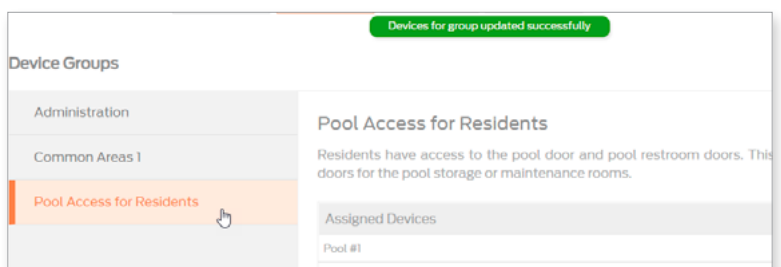 Devices for group updated successfully
Device Groups
Administration
Common Areas 1
Pool Access for Residents
Pool Access for Residents
Residents have access to the pool door and pool restroom doors. This
doors for the pool storage or maintenance rooms.
Assigned Devices
Pool #1